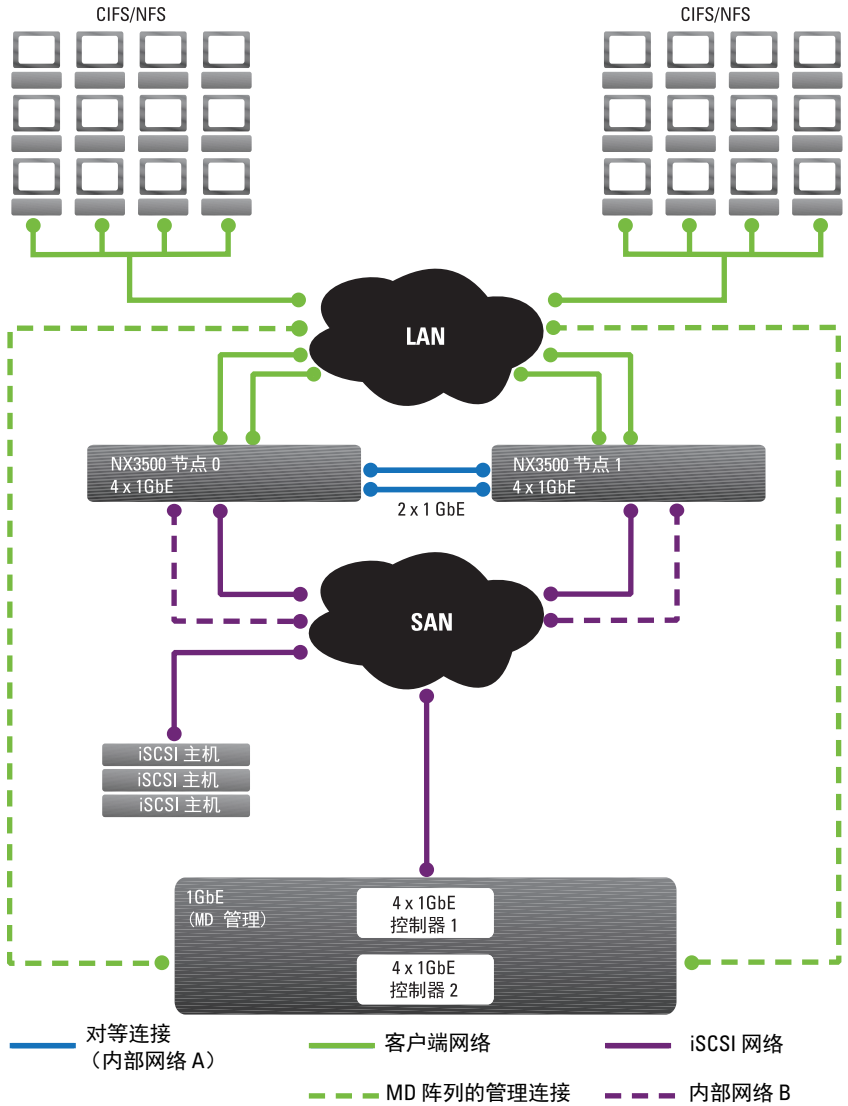 CIFS/NFS
CIFS/NFS
LAN
NX3500 节点 0
4 x 1GbE
NX3500 节点 1
4 x 1GbE
2 x 1 GbE
SAN
iSCSI 主机
iSCSI 主机
iSCSI 主机
1GbE
(MD 管理)
4 x 1GbE
控制器 1
4 x 1GbE
控制器 2
对等连接
（内部网络 A）
客户端网络
iSCSI 网络
MD 阵列的管理连接
内部网络 B